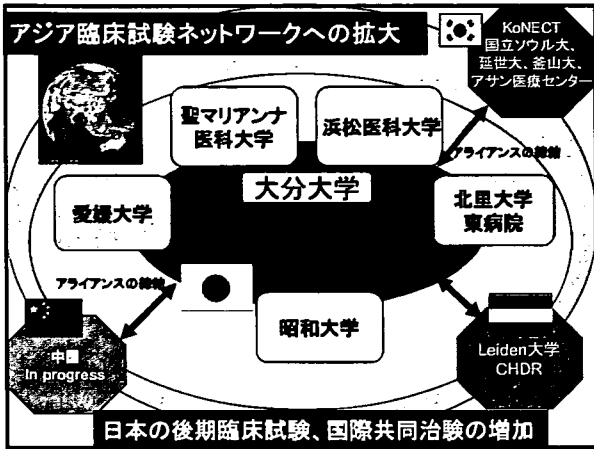 アジア臨床試験ネットワークへの拡大
KoNECT
国立ソウル大、
延世大、釜山大、
アサン医療センター
聖マリアンナ
医科大学
浜松医科大学
アライアンスの締結
大分大学
愛媛大学
北里大学
東病院
アライアンスの締結
昭和大学
中国
In progress
Leiden大学
CHDR
日本の後期臨床試験、国際共同治験の増加